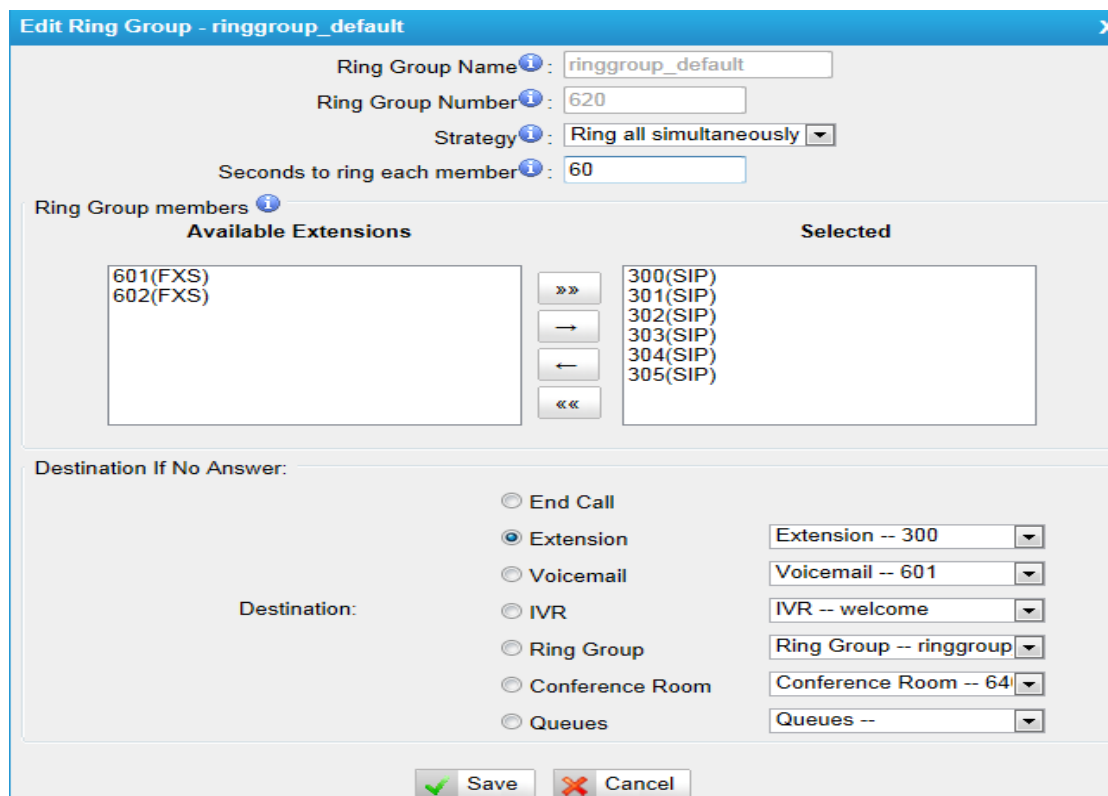 Edit Ring Group - ringgroup_default X
Ring Group Name i : ringgroup_default
Ring Group Number i : 620
Strategy i : Ring all simultaneously
Seconds to ring each member i : 60
Ring Group members i
Available Extensions Selected
601(FXS) 300(SIP)
602(FXS) 301(SIP)
302(SIP)
303(SIP)
304(SIP)
305(SIP)
»»
→
←
««
Destination If No Answer:
End Call
Extension Extension -- 300
Voicemail Voicemail -- 601
Destination: IVR IVR -- welcome
Ring Group Ring Group -- ringgroup
Conference Room Conference Room -- 64
Queues Queues --
Save Cancel